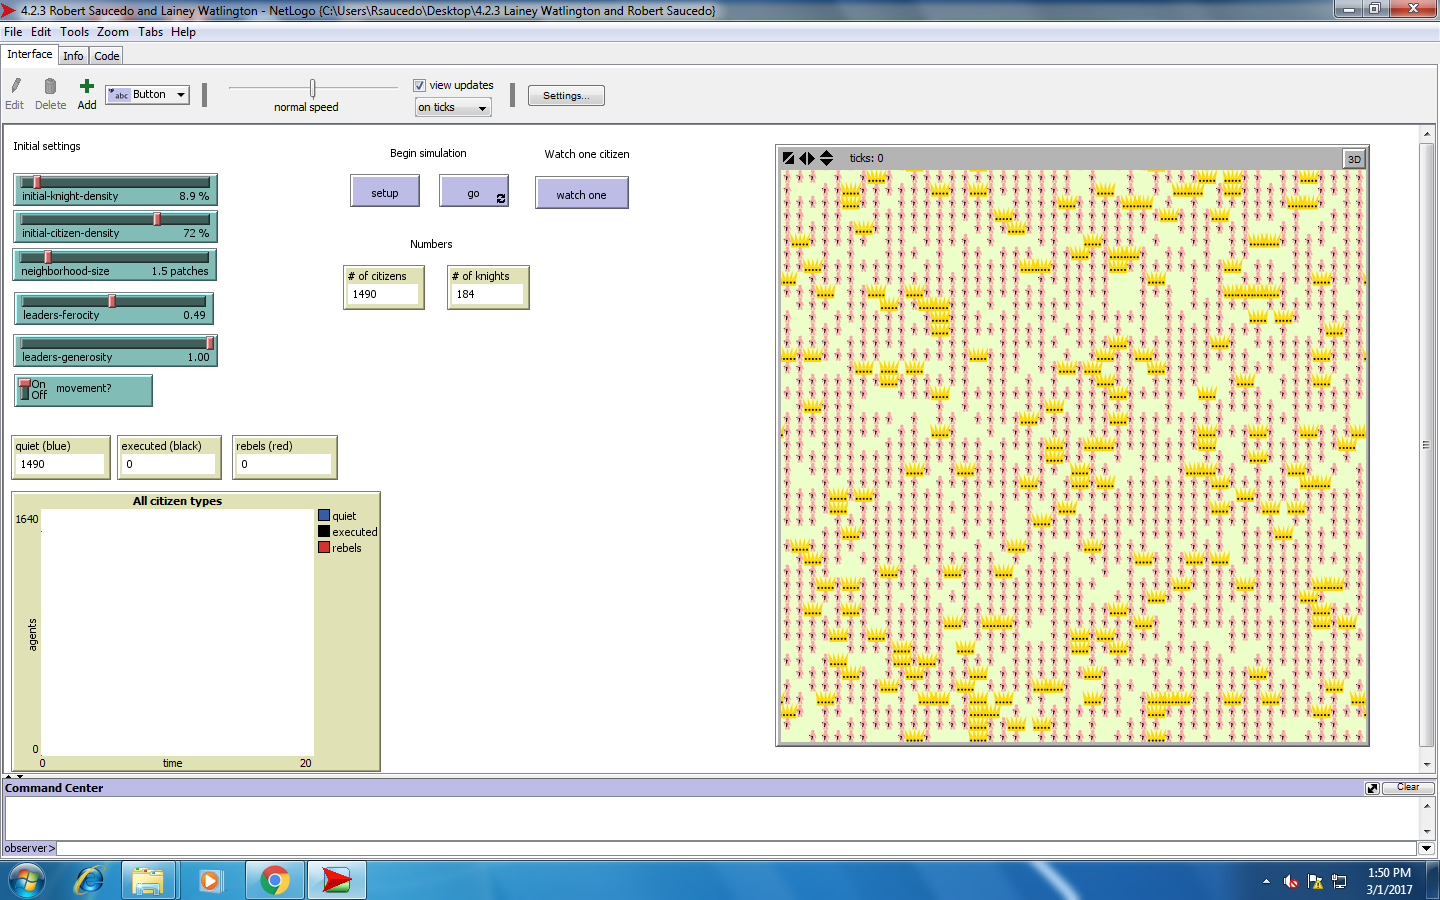 4.2.3 Robert Saucedo and Lainey Watlington - NetLogo {C:\Users\Rsaucedo\Desktop\4.2.3 Lainey Watlington and Robert Saucedo}
File Edit Tools Zoom Tabs Help
Interface Info Code
Edit Delete Add abc Button normal speed view updates on ticks Settings...
Initial settings
initial-knight-density 8.9 %
initial-citizen-density 72 %
neighborhood-size 1.5 patches
leaders-ferocity 0.49
leaders-generosity 1.00
On
Off
movement?
Begin simulation
setup go
Watch one citizen
watch one
Numbers
# of citizens
1490
# of knights
184
quiet (blue)
1490
executed (black)
0
rebels (red)
0
All citizen types
1640
agents
0
0 time 20
quiet
executed
rebels
ticks: 0
3D
Command Center
Clear
observer>
1:50 PM
3/1/2017